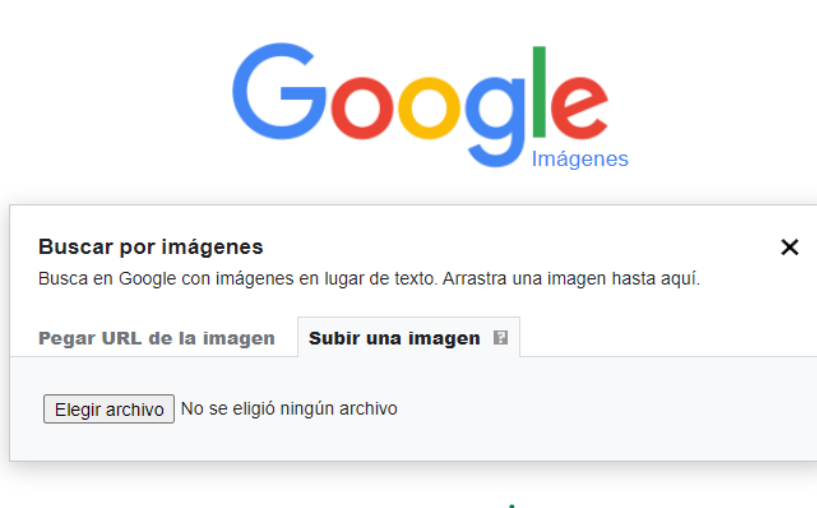 Google
Imágenes
Buscar por imágenes
Busca en Google con imágenes en lugar de texto. Arrastra una imagen hasta aquí.
Pegar URL de la imagen Subir una imagen ?
Elegir archivo No se eligió ningún archivo